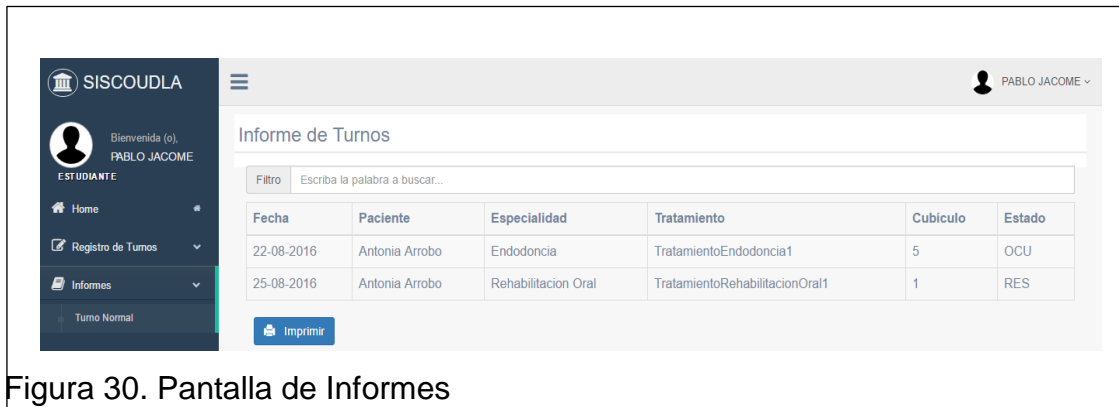 SISCOUDLA
PABLO JACOME
Bienvenida (o),
PABLO JACOME
ESTUDIANTE
Home
Registro de Turnos
Informes
Turno Normal
Informe de Turnos
Filtro Escriba la palabra a buscar...
Fecha Paciente Especialidad Tratamiento Cubículo Estado
22-08-2016 Antonia Arrobo Endodoncia TratamientoEndodoncia1 5 OCU
25-08-2016 Antonia Arrobo Rehabilitacion Oral TratamientoRehabilitacionOral1 1 RES
Imprimir
Figura 30. Pantalla de Informes